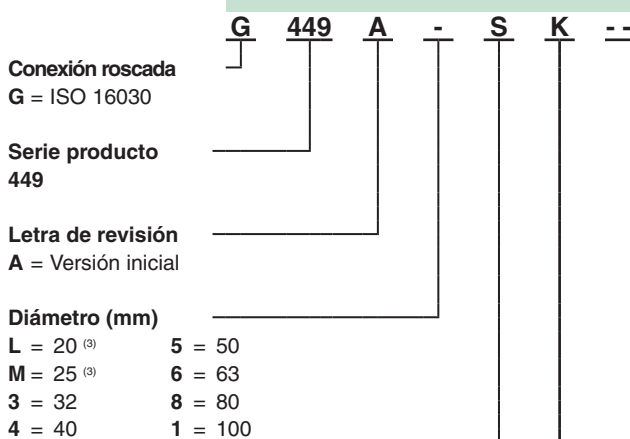 G 449 A - S K - -
Conexión roscada
G = ISO 16030
Serie producto
449
Letra de revisión
A = Versión inicial
Diámetro (mm)
L = 20 (3) 5 = 50
M = 25 (3) 6 = 63
3 = 32 8 = 80
4 = 40 1 = 100